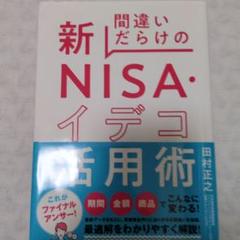 間違い
だらけの
新
NISA・
イデコ
活用術
田村正之
これが
ファイナル
アンサー!
期間 金額 商品 で
こんなに
変わる!
最適解をわかりやすく解説!